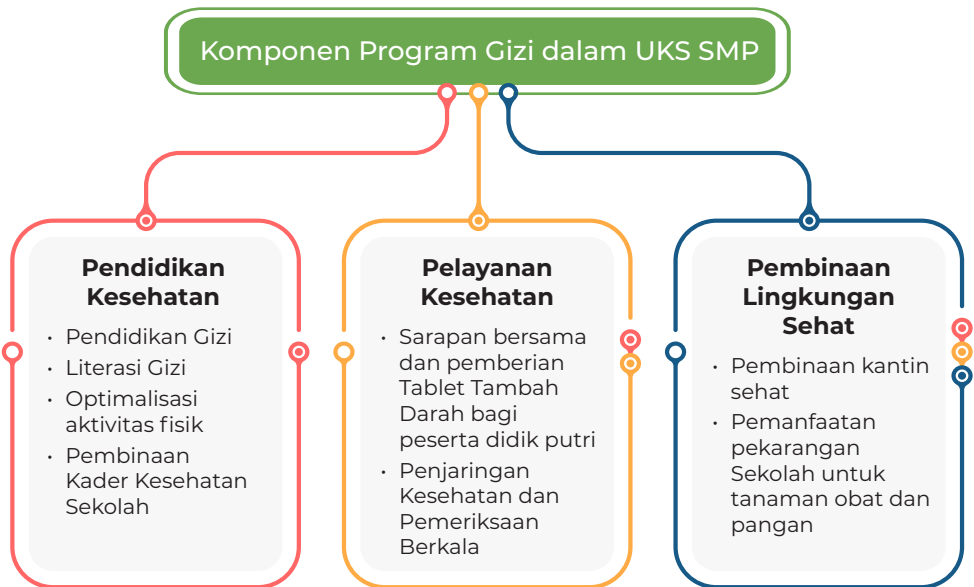 Komponen Program Gizi dalam UKS SMP
Pendidikan
Kesehatan
• Pendidikan Gizi
• Literasi Gizi
• Optimalisasi
aktivitas fisik
• Pembinaan
Kader Kesehatan
Sekolah
Pelayanan
Kesehatan
• Sarapan bersama
dan pemberian
Tablet Tambah
Darah bagi
peserta didik putri
• Penjaringan
Kesehatan dan
Pemeriksaan
Berkala
Pembinaan
Lingkungan
Sehat
• Pembinaan kantin
sehat
• Pemanfaatan
pekarangan
Sekolah untuk
tanaman obat dan
pangan